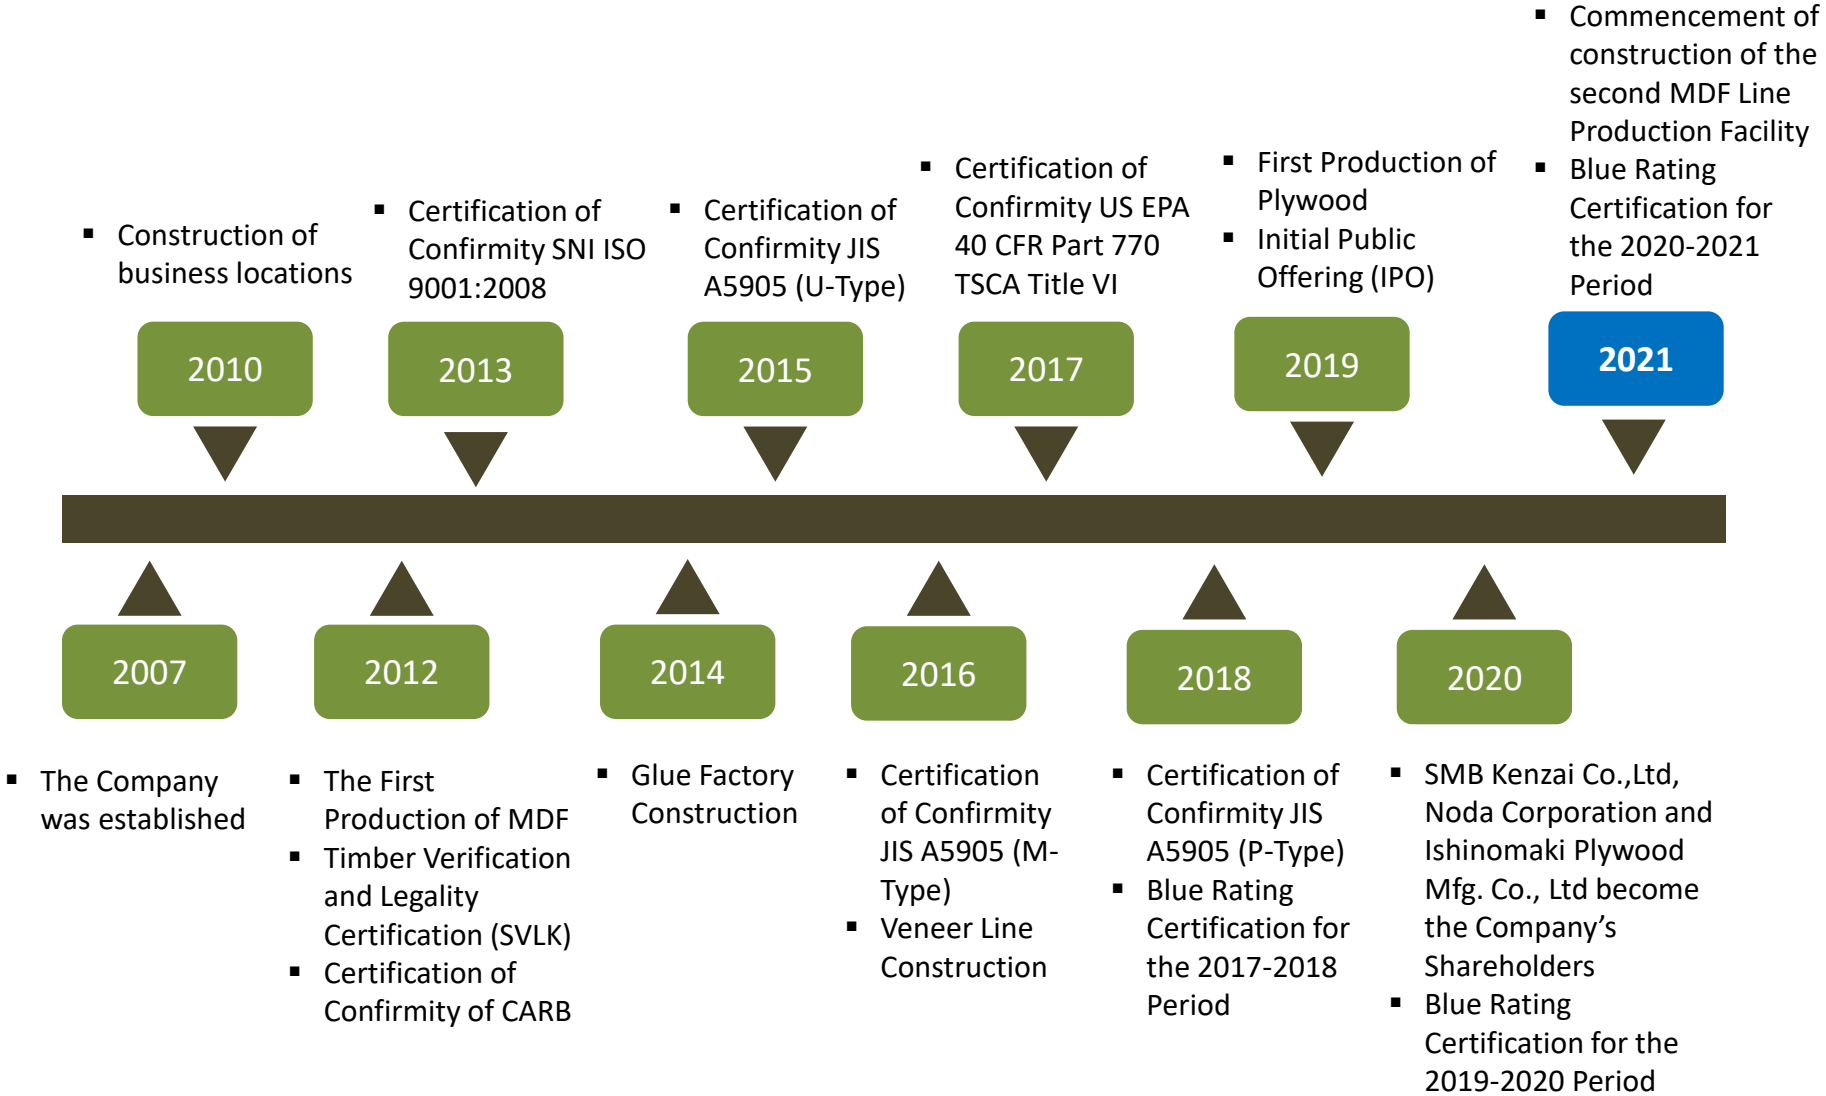 ▪ Construction of
business locations
2010
▪ Certification of
Confirmity SNI ISO
9001:2008
2013
▪ Certification of
Confirmity JIS
A5905 (U-Type)
2015
▪ Certification of
Confirmity US EPA
40 CFR Part 770
TSCA Title VI
2017
▪ First Production of
Plywood
▪ Initial Public
Offering (IPO)
2019
▪ Commencement of
construction of the
second MDF Line
Production Facility
▪ Blue Rating
Certification for
the 2020-2021
Period
2021
2007
▪ The Company
was established
2012
▪ The First
Production of MDF
▪ Timber Verification
and Legality
Certification (SVLK)
▪ Certification of
Confirmity of CARB
2014
▪ Glue Factory
Construction
2016
▪ Certification
of Confirmity
JIS A5905 (M-
Type)
▪ Veneer Line
Construction
2018
▪ Certification of
Confirmity JIS
A5905 (P-Type)
▪ Blue Rating
Certification for
the 2017-2018
Period
2020
▪ SMB Kenzai Co.,Ltd,
Noda Corporation and
Ishinomaki Plywood
Mfg. Co., Ltd become
the Company’s
Shareholders
▪ Blue Rating
Certification for the
2019-2020 Period